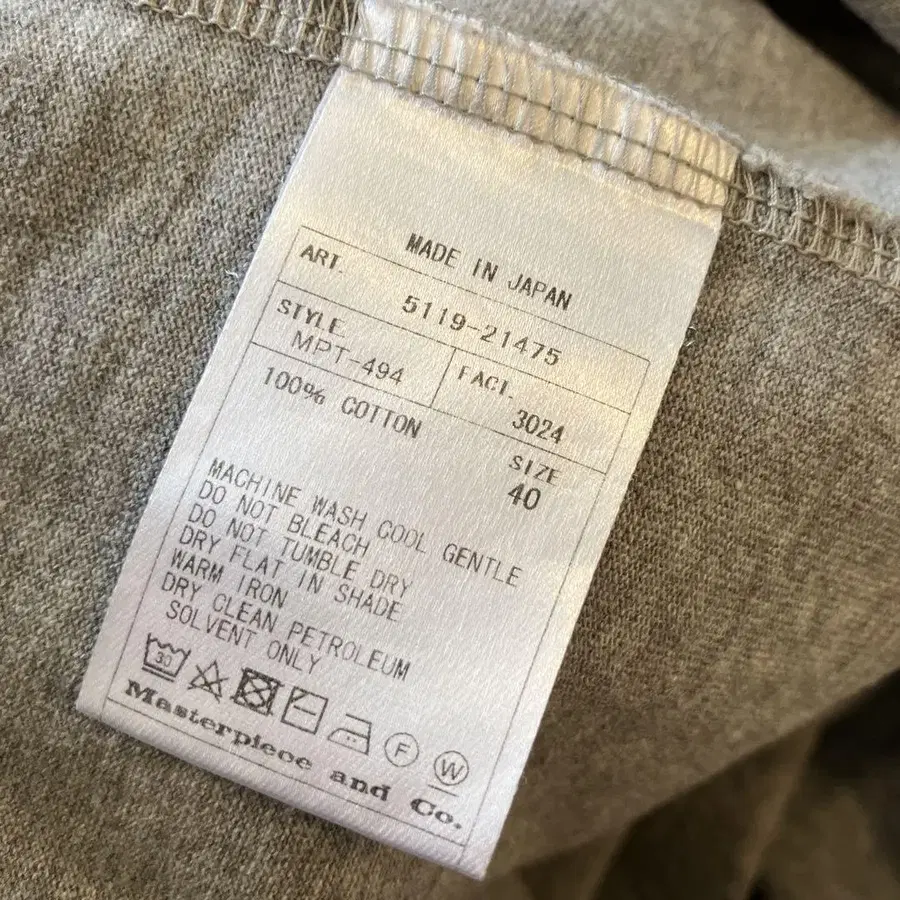 MADE IN JAPAN
ART.
5119-21475
STYLE
MPT-494
FACT.
3024
100% COTTON
SIZE
40
MACHINE WASH COOL GENTLE
DO NOT BLEACH
DO NOT TUMBLE DRY
DRY FLAT IN SHADE
WARM IRON
DRY CLEAN PETROLEUM
SOLVENT ONLY
30
F
W
Masterpiece and Co.